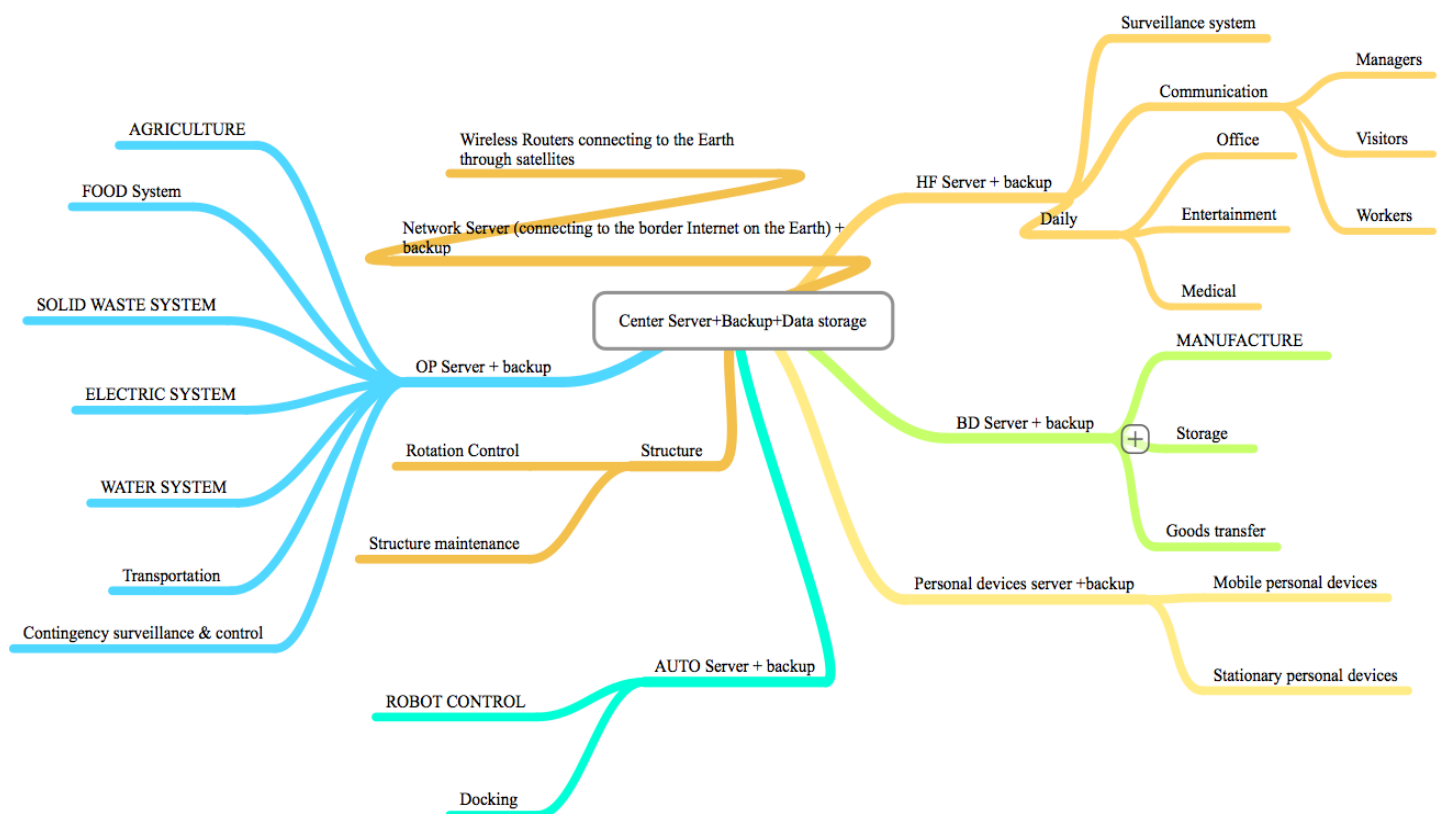 Surveillance system
Managers
Communication
AGRICULTURE
Wireless Routers connecting to the Earth
through satellites
Office
Visitors
FOOD System
HF Server + backup
Daily
Entertainment
Workers
Network Server (connecting to the border Internet on the Earth) +
backup
Medical
SOLID WASTE SYSTEM
Center Server+Backup+Data storage
MANUFACTURE
OP Server + backup
ELECTRIC SYSTEM
BD Server + backup
Storage
Rotation Control
Structure
WATER SYSTEM
Goods transfer
Structure maintenance
Transportation
Personal devices server +backup
Mobile personal devices
Contingency surveillance & control
AUTO Server + backup
Stationary personal devices
ROBOT CONTROL
Docking